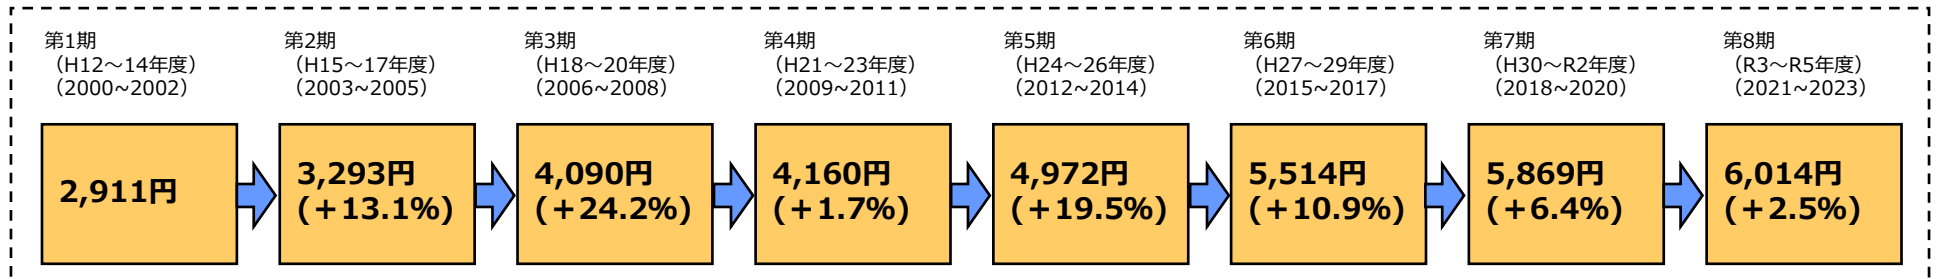 第1期
（H12～14年度）
（2000~2002）
2,911円
第2期
（H15～17年度）
（2003~2005）
3,293円
(＋13.1%)
第3期
（H18～20年度）
（2006~2008）
4,090円
(＋24.2%)
第4期
（H21～23年度）
（2009~2011）
4,160円
(＋1.7%)
第5期
（H24～26年度）
（2012~2014）
4,972円
(＋19.5%)
第6期
（H27～29年度）
（2015~2017）
5,514円
(＋10.9%)
第7期
（H30～R2年度）
（2018~2020）
5,869円
(＋6.4%)
第8期
（R3～R5年度）
（2021~2023）
6,014円
(＋2.5%)